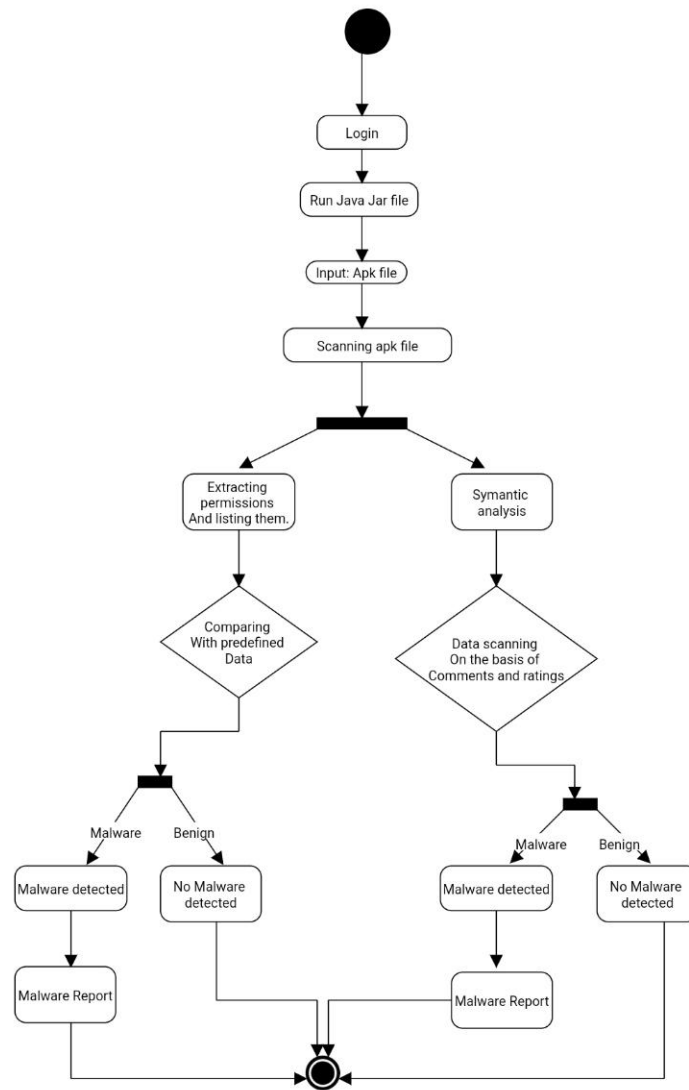 Login
Run Java Jar file
Input: Apk file
Scanning apk file
Extracting
permissions
And listing them.
Symantic
analysis
Comparing
With predefined
Data
Data scanning
On the basis of
Comments and ratings
Malware
Benign
Malware
Benign
Malware detected
No Malware
detected
Malware detected
No Malware
detected
Malware Report
Malware Report